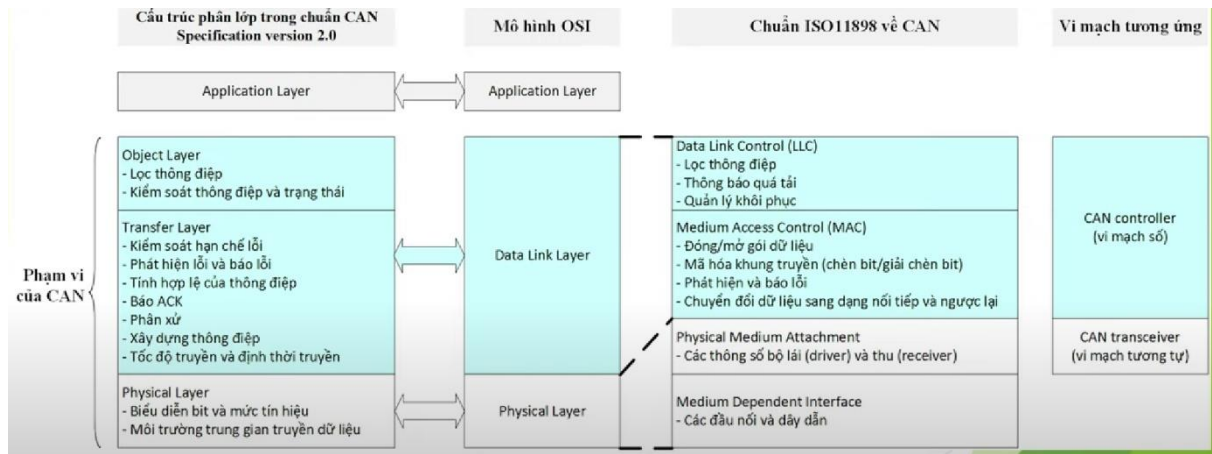 Cấu trúc phân lớp trong chuẩn CAN
Specification version 2.0
Mô hình OSI
Chuẩn ISO11898 về CAN
Vi mạch tương ứng
Application Layer
Application Layer
Phạm vi
của CAN
Object Layer
- Lọc thông điệp
- Kiểm soát thông điệp và trạng thái
Transfer Layer
- Kiểm soát hạn chế lỗi
- Phát hiện lỗi và báo lỗi
- Tính hợp lệ của thông điệp
- Báo ACK
- Phân xử
- Xây dựng thông điệp
- Tốc độ truyền và định thời truyền
Physical Layer
- Biểu diễn bit và mức tín hiệu
- Môi trường trung gian truyền dữ liệu
Data Link Layer
Physical Layer
Data Link Control (LLC)
- Lọc thông điệp
- Thông báo quá tải
- Quản lý khôi phục
Medium Access Control (MAC)
- Đóng/mở gói dữ liệu
- Mã hóa khung truyền (chèn bit/giải chèn bit)
- Phát hiện và báo lỗi
- Chuyển đổi dữ liệu sang dạng nối tiếp và ngược lại
Physical Medium Attachment
- Các thông số bộ lái (driver) và thu (receiver)
Medium Dependent Interface
- Các đầu nối và dây dẫn
CAN controller
(vi mạch số)
CAN transceiver
(vi mạch tương tự)